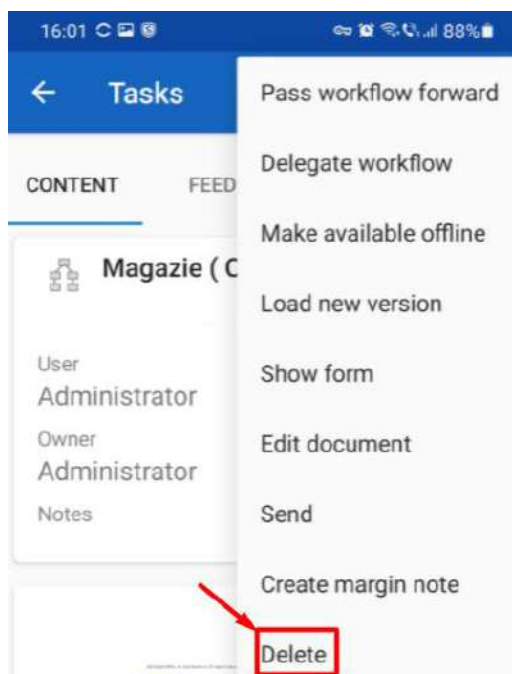 16:01 88%
Tasks
CONTENT FEED
Magazie ( C
User
Administrator
Owner
Administrator
Notes
Pass workflow forward
Delegate workflow
Make available offline
Load new version
Show form
Edit document
Send
Create margin note
Delete